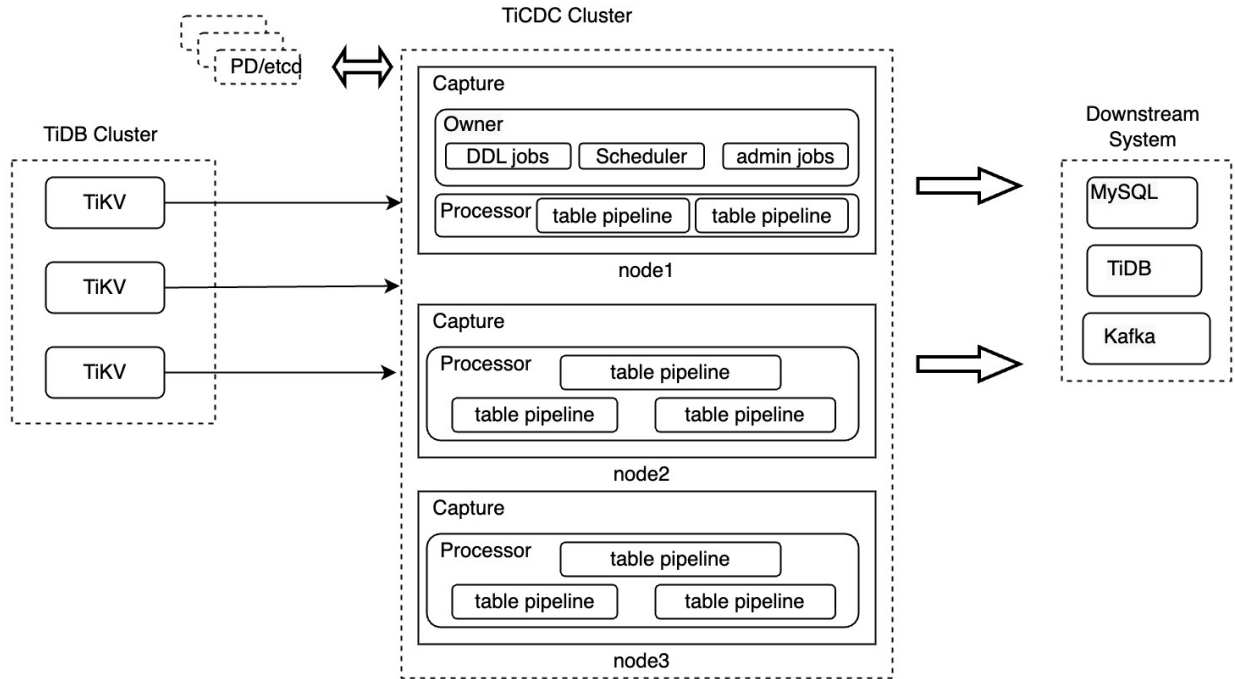 TiCDC Cluster
PD/etcd
TiDB Cluster
TiKV
TiKV
TiKV
Capture
Owner
DDL jobs
Scheduler
admin jobs
Processor
table pipeline
table pipeline
node1
Capture
Processor
table pipeline
table pipeline
table pipeline
node2
Capture
Processor
table pipeline
table pipeline
table pipeline
node3
Downstream
System
MySQL
TiDB
Kafka